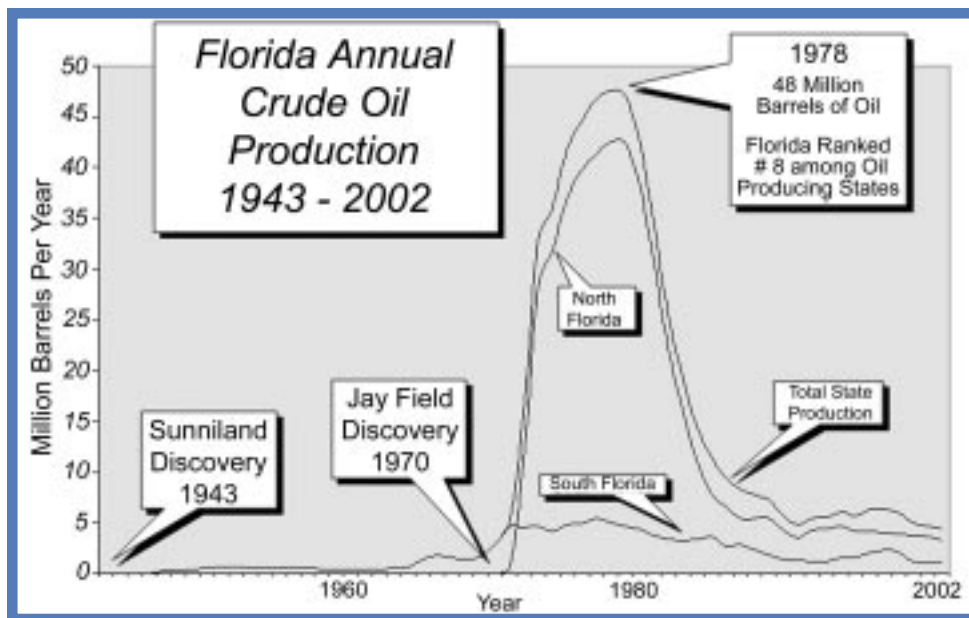 Florida Annual
Crude Oil
Production
1943 - 2002
1978
48 Million
Barrels of Oil
Florida Ranked
# 8 among Oil
Producing States
Million Barrels Per Year
50
45
40
35
30
25
20
15
10
5
0
North
Florida
Total State
Production
Jay Field
Discovery
1970
Sunniland
Discovery
1943
South Florida
1960
1980
2002
Year